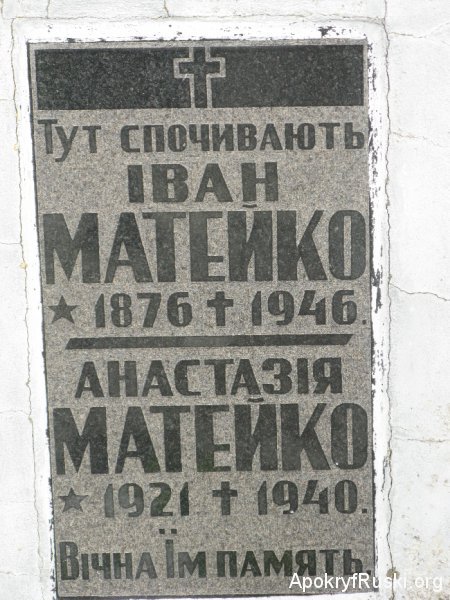 Тут спочивають
ІВАН
МАТЕЙКО
★ 1876 ✝ 1946.
АНАСТАЗІЯ
МАТЕЙКО
★ 1921 ✝ 1940.
Вічна Їм память.
ApokryfRuski.org